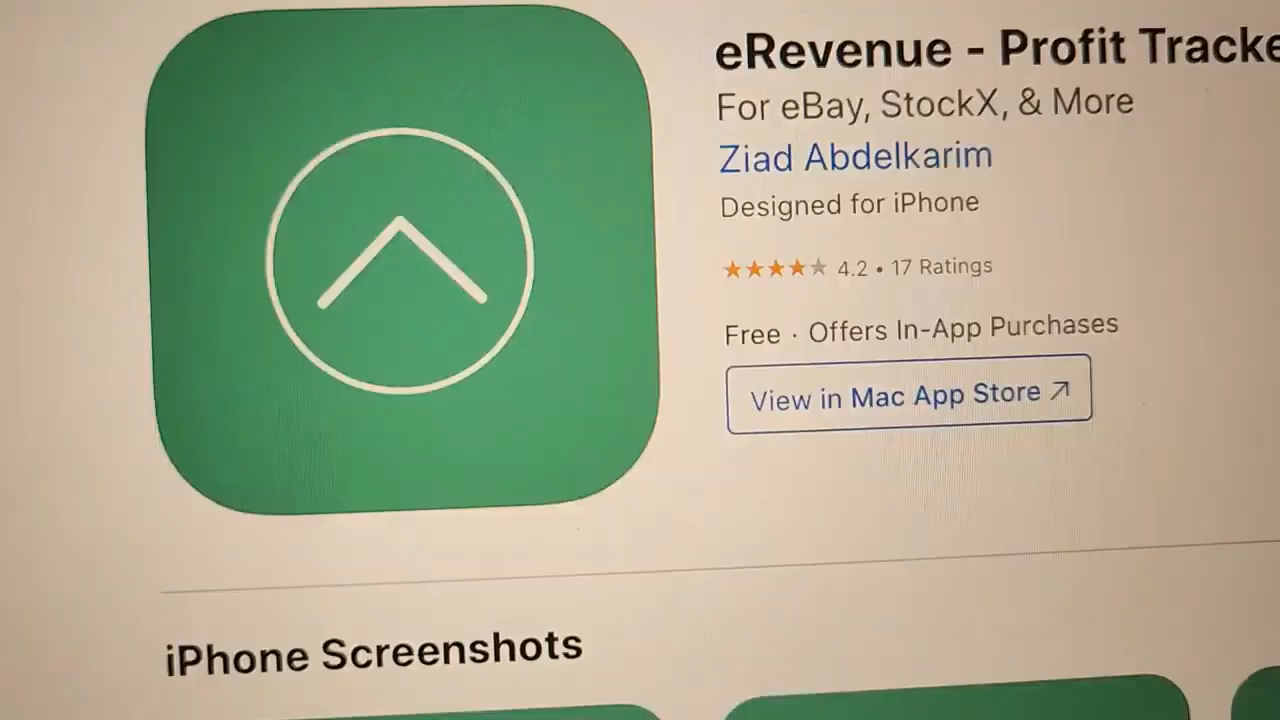 eRevenue - Profit Tracke
For eBay, StockX, & More
Ziad Abdelkarim
Designed for iPhone
★★★★★ 4.2 • 17 Ratings
Free · Offers In-App Purchases
View in Mac App Store ↗
iPhone Screenshots